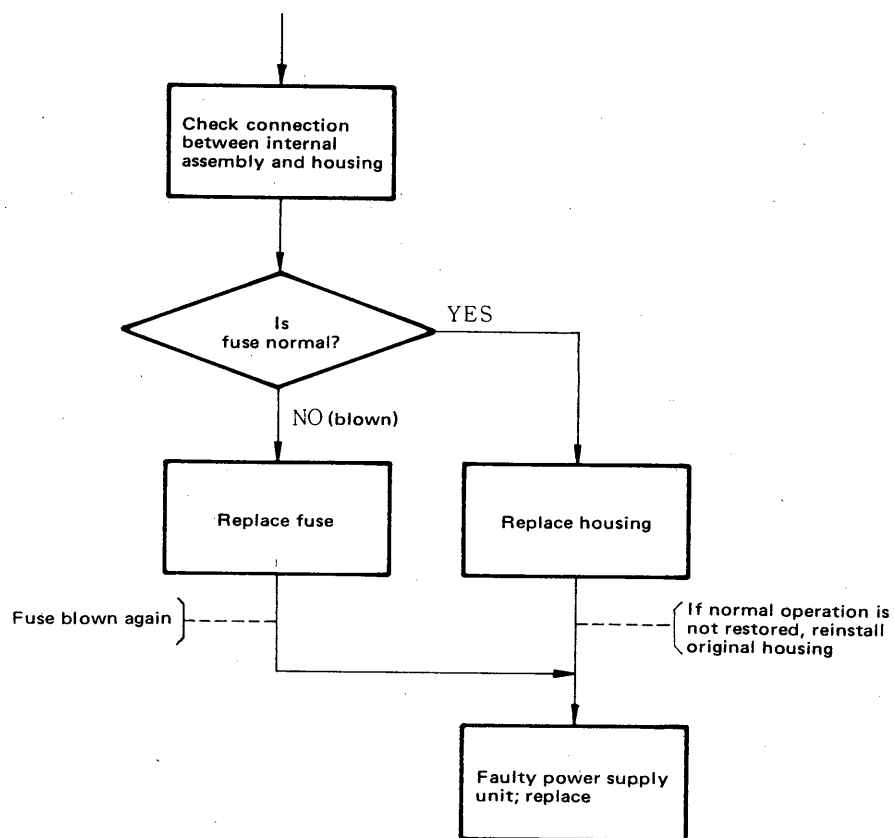 Check connection
between internal
assembly and housing
Is
fuse normal?
YES
NO (blown)
Replace fuse
Replace housing
Fuse blown again
If normal operation is
not restored, reinstall
original housing
Faulty power supply
unit; replace